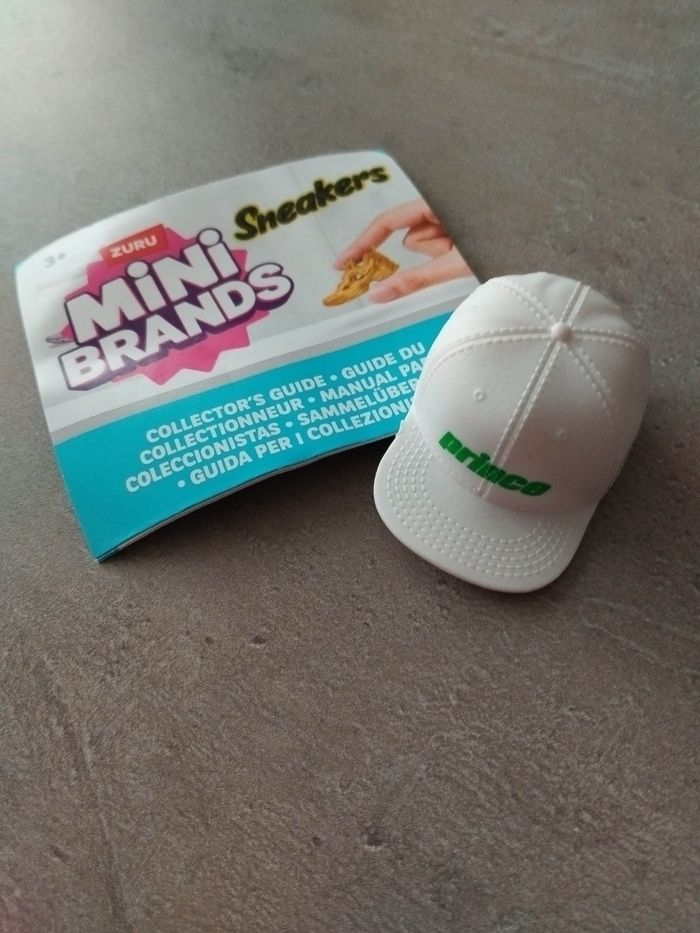 3+
ZURU
MiNi
BRANDS
Sneakers
COLLECTOR'S GUIDE • GUIDE DU
COLLECTIONNEUR • MANUAL PA
COLECCIONISTAS • SAMMELÜBER
• GUIDA PER I COLLEZIONI
prince